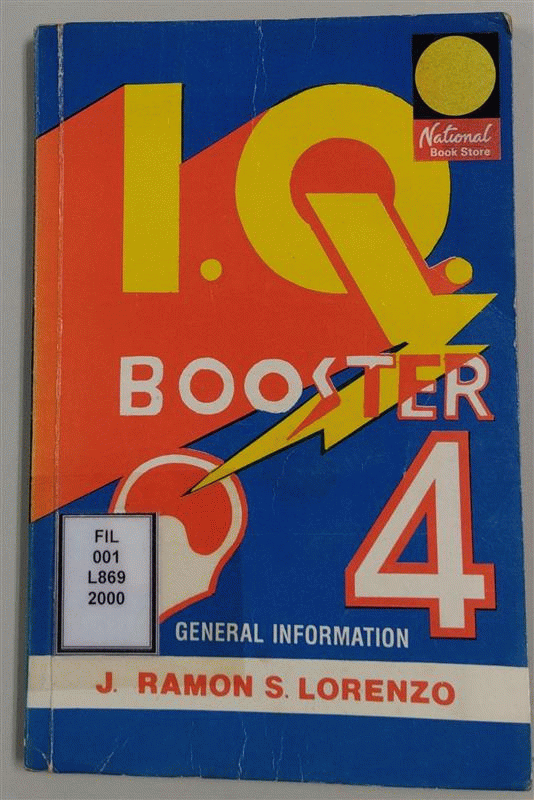 National
Book Store
I.Q.
BOOSTER
4
FIL
001
L869
2000
GENERAL INFORMATION
J. RAMON S. LORENZO